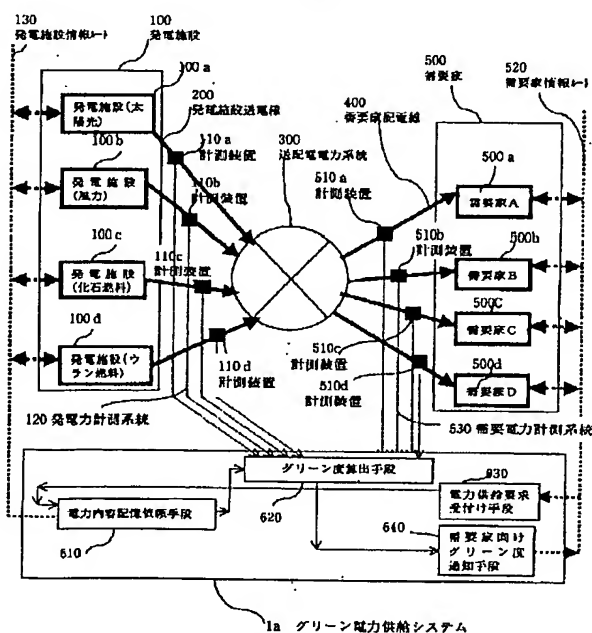 130
発電施設情報ルート
100
発電施設
100a
200
発電施設送電線
発電施設(太
陽光)
110a
計測装置
100b
発電施設
(風力)
110b
計測装置
300
送配電電力系統
100c
発電施設
(化石燃料)
110c
計測装置
100d
発電施設(ウ
ラン燃料)
110d
計測装置
120 発電力計測系統
400
需要家配電線
500
需要家
520
需要家情報ルート
510a
計測装置
500a
需要家A
510b
計測装置
500b
需要家B
500C
需要家C
510c
計測装置
500d
需要家D
510d
計測装置
530 需要電力計測系統
グリーン度算出手段
620
630
電力供給要求
受付け手段
電力内容記憶依頼手段
610
640
需要家向け
グリーン度
通知手段
1a グリーン電力供給システム